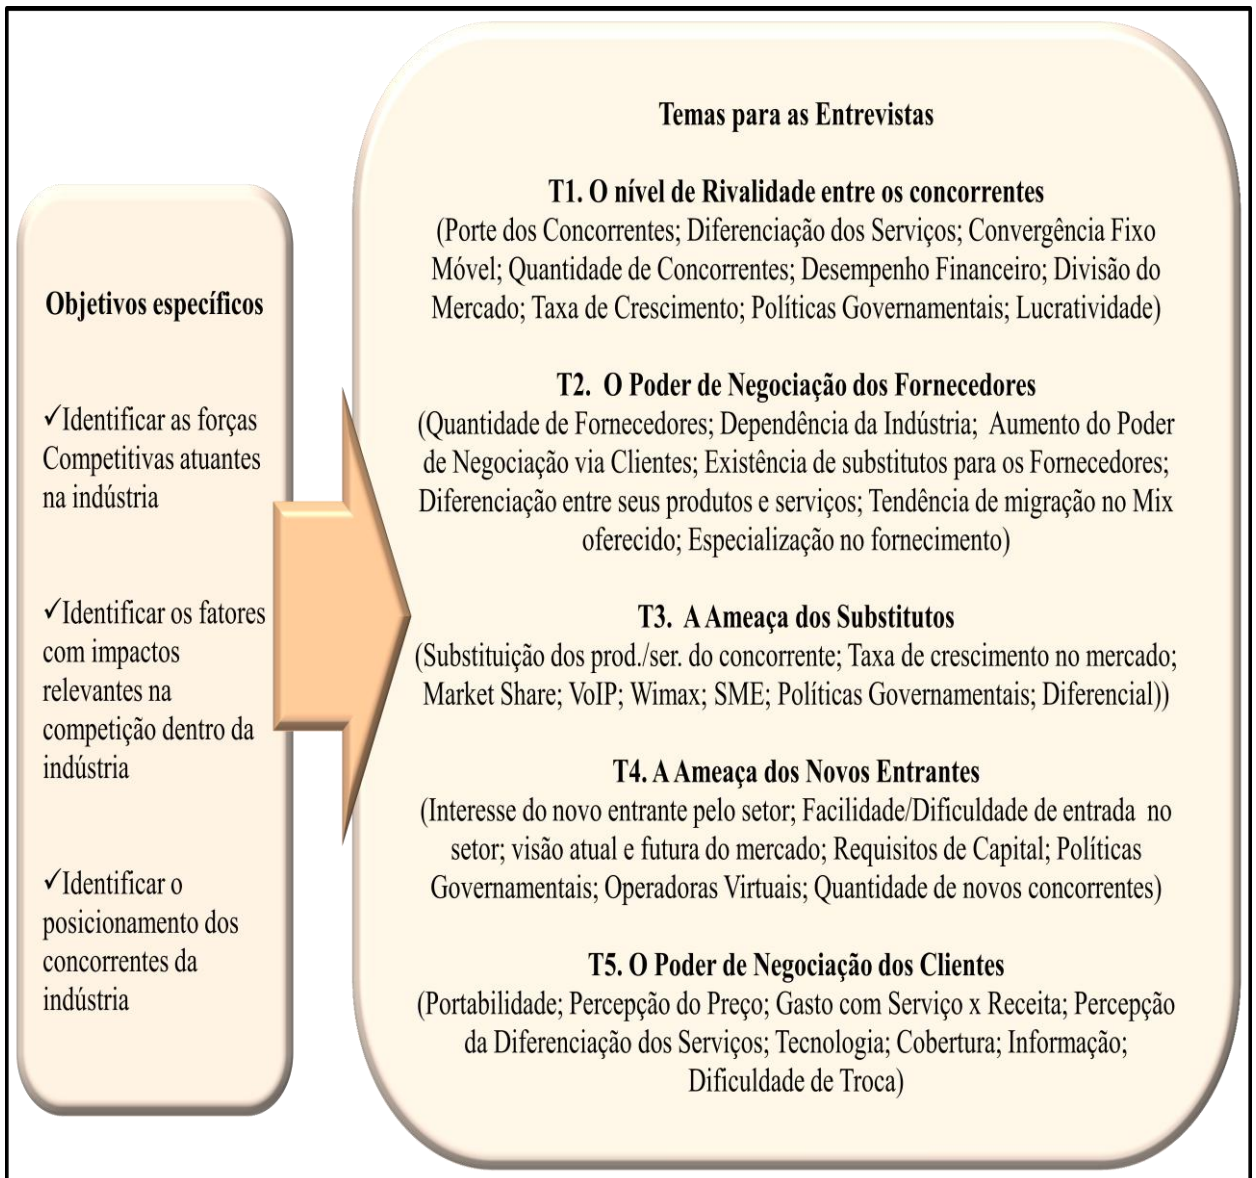 Objetivos específicos
✓Identificar as forças
Competitivas atuantes
na indústria
✓Identificar os fatores
com impactos
relevantes na
competição dentro da
indústria
✓Identificar o
posicionamento dos
concorrentes da
indústria
Temas para as Entrevistas
T1. O nível de Rivalidade entre os concorrentes
(Porte dos Concorrentes; Diferenciação dos Serviços; Convergência Fixo
Móvel; Quantidade de Concorrentes; Desempenho Financeiro; Divisão do
Mercado; Taxa de Crescimento; Políticas Governamentais; Lucratividade)
T2. O Poder de Negociação dos Fornecedores
(Quantidade de Fornecedores; Dependência da Indústria; Aumento do Poder
de Negociação via Clientes; Existência de substitutos para os Fornecedores;
Diferenciação entre seus produtos e serviços; Tendência de migração no Mix
oferecido; Especialização no fornecimento)
T3. A Ameaça dos Substitutos
(Substituição dos prod./ser. do concorrente; Taxa de crescimento no mercado;
Market Share; VoIP; Wimax; SME; Políticas Governamentais; Diferencial))
T4. A Ameaça dos Novos Entrantes
(Interesse do novo entrante pelo setor; Facilidade/Dificuldade de entrada no
setor; visão atual e futura do mercado; Requisitos de Capital; Políticas
Governamentais; Operadoras Virtuais; Quantidade de novos concorrentes)
T5. O Poder de Negociação dos Clientes
(Portabilidade; Percepção do Preço; Gasto com Serviço x Receita; Percepção
da Diferenciação dos Serviços; Tecnologia; Cobertura; Informação;
Dificuldade de Troca)